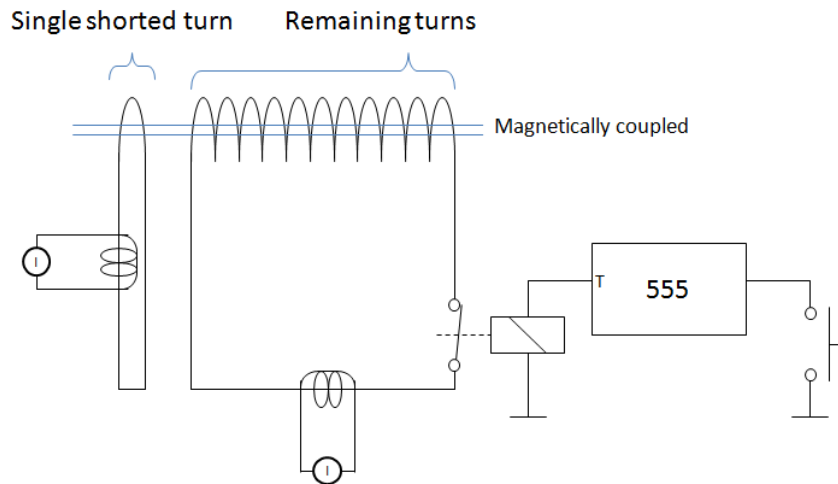 Single shorted turn
Remaining turns
Magnetically coupled
I
T
555
I